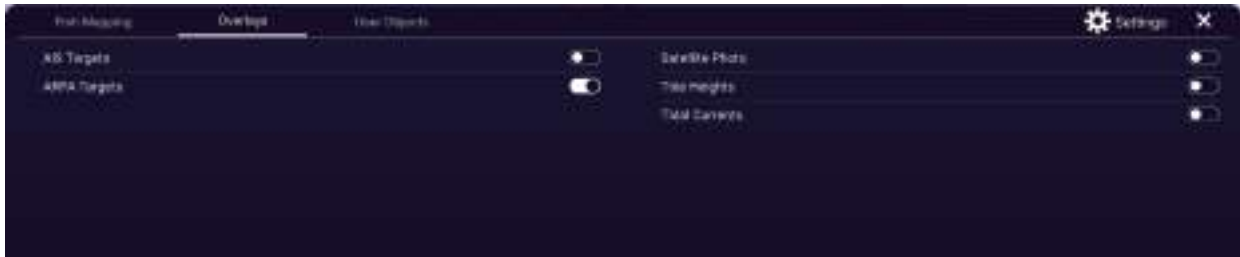 Fish Mapping Overlays User Objects Settings
AIS Targets
ARPA Targets
Satellite Photo
Tide Heights
Tidal Currents